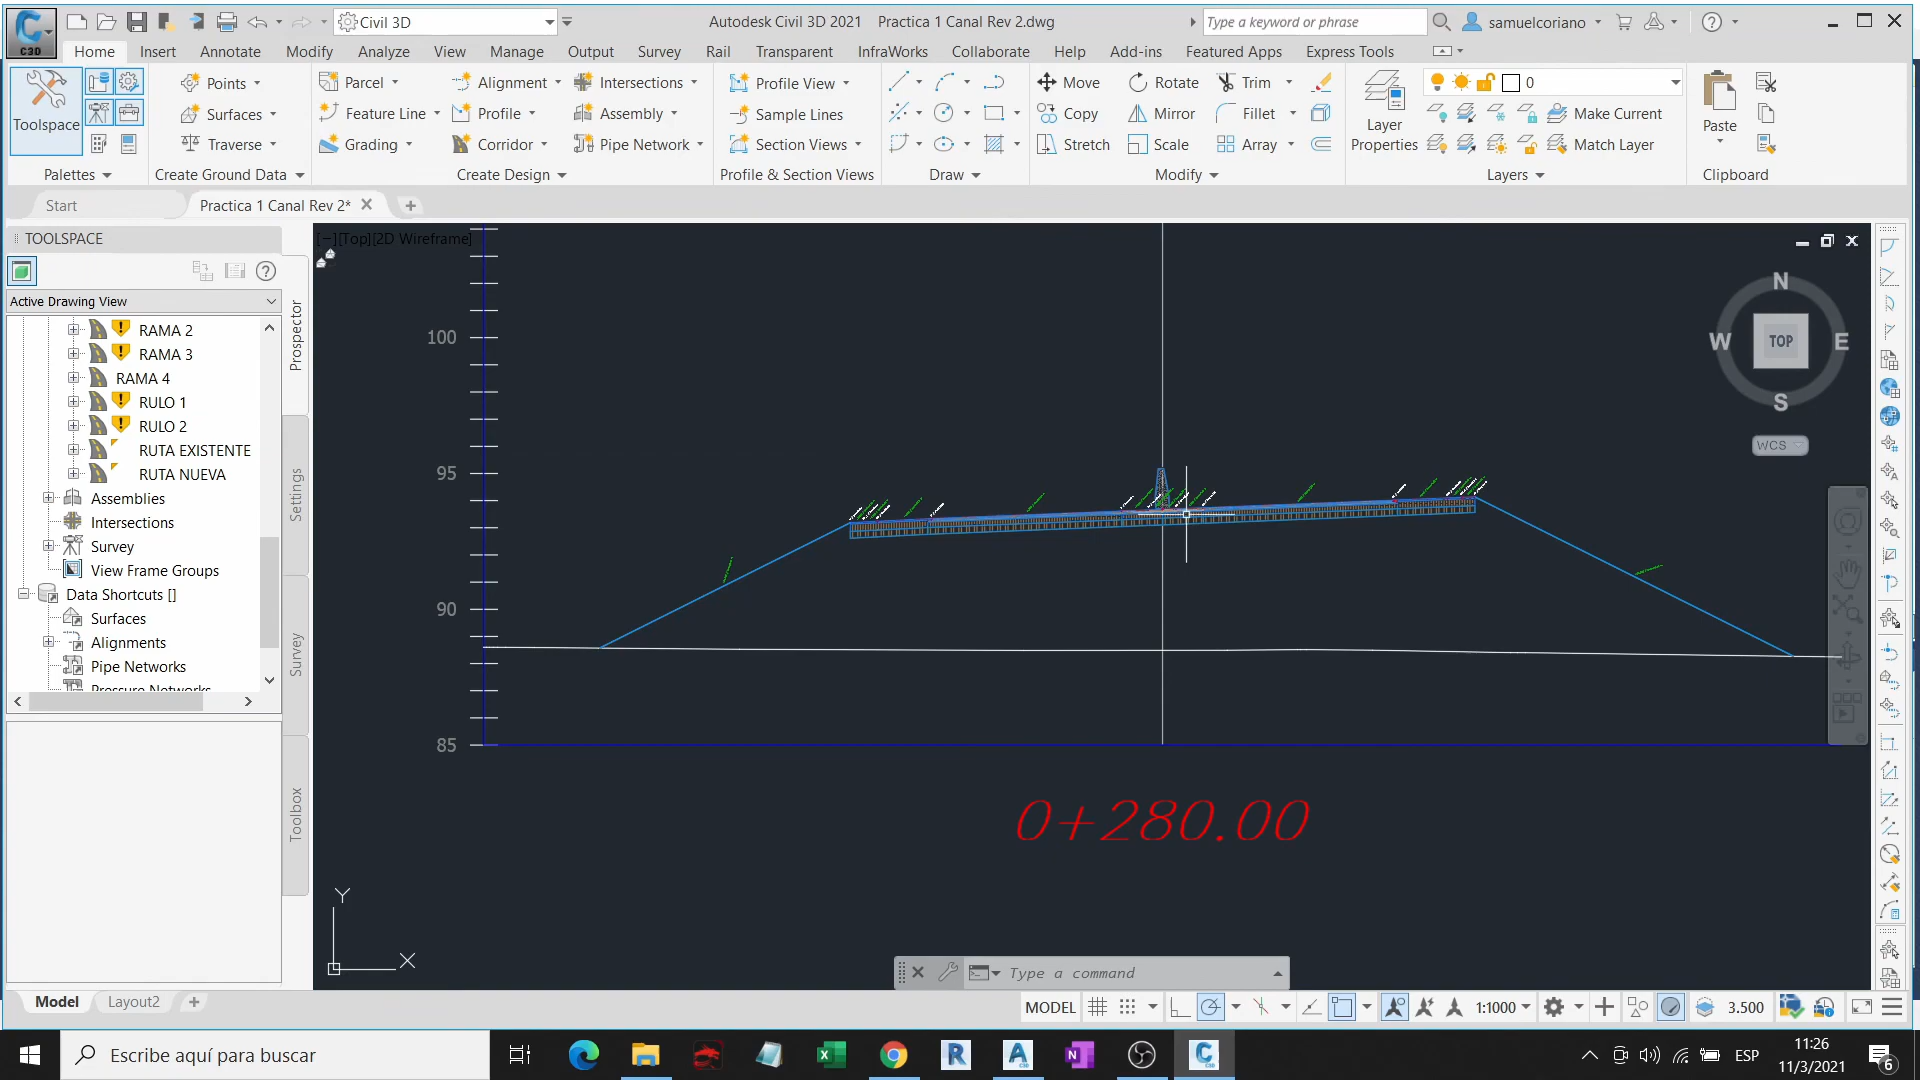 C3D
Civil 3D
Autodesk Civil 3D 2021 Practica 1 Canal Rev 2.dwg
Type a keyword or phrase
samuelcoriano
Home Insert Annotate Modify Analyze View Manage Output Survey Rail Transparent InfraWorks Collaborate Help Add-ins Featured Apps Express Tools
Toolspace
Points
Surfaces
Traverse
Parcel
Feature Line
Grading
Alignment
Profile
Corridor
Intersections
Assembly
Pipe Network
Profile View
Sample Lines
Section Views
Move
Copy
Stretch
Rotate
Mirror
Scale
Trim
Fillet
Array
Layer
Properties
0
Make Current
Match Layer
Paste
Palettes
Create Ground Data
Create Design
Profile & Section Views
Draw
Modify
Layers
Clipboard
Start
Practica 1 Canal Rev 2*
TOOLSPACE
Active Drawing View
RAMA 2
RAMA 3
RAMA 4
RULO 1
RULO 2
RUTA EXISTENTE
RUTA NUEVA
Assemblies
Intersections
Survey
View Frame Groups
Data Shortcuts []
Surfaces
Alignments
Pipe Networks
Pressure Networks
Prospector
Settings
Survey
Toolbox
[−][Top][2D Wireframe]
100
95
90
85
0+280.00
N
W
TOP
E
S
WCS
Y
X
Type a command
Model
Layout2
MODEL
1:1000
3.500
Escribe aquí para buscar
ESP
11:26
11/3/2021
6